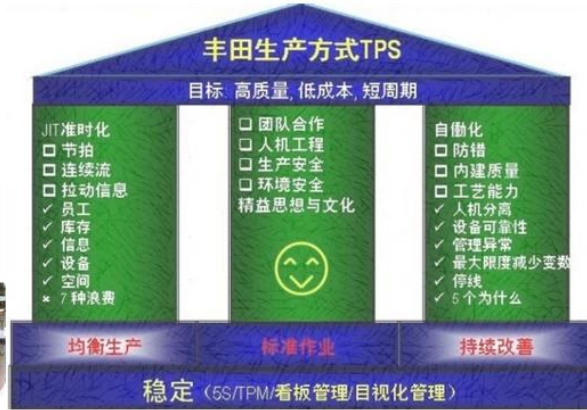 丰田生产方式TPS
目标: 高质量, 低成本, 短周期
JIT准时化
□ 节拍
□ 连续流
□ 拉动信息
✓ 员工
✓ 库存
✓ 信息
✓ 设备
✓ 空间
× 7 种浪费
□ 团队合作
□ 人机工程
□ 生产安全
□ 环境安全
精益思想与文化
自働化
□ 防错
□ 内建质量
□ 工艺能力
✓ 人机分离
✓ 设备可靠性
✓ 管理异常
✓ 最大限度减少变数
✓ 停线
✓ 5 个为什么
均衡生产
标准作业
持续改善
稳定（5S/TPM/看板管理/目视化管理）